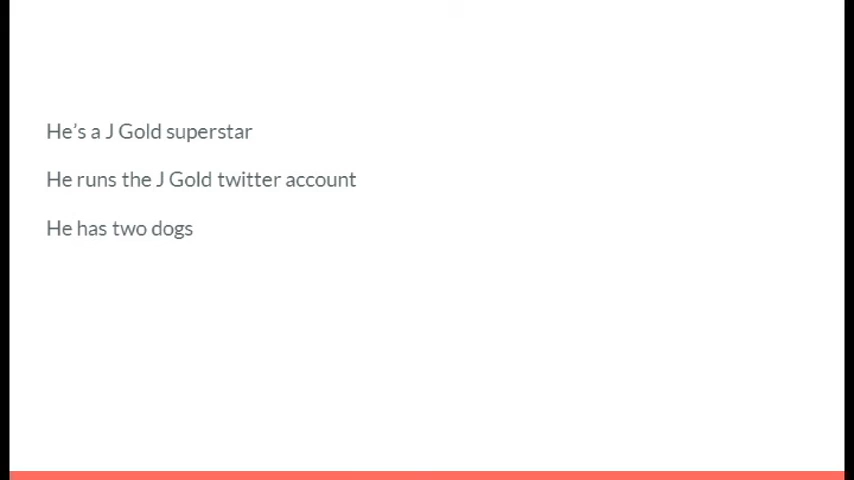 He’s a J Gold superstar
He runs the J Gold twitter account
He has two dogs